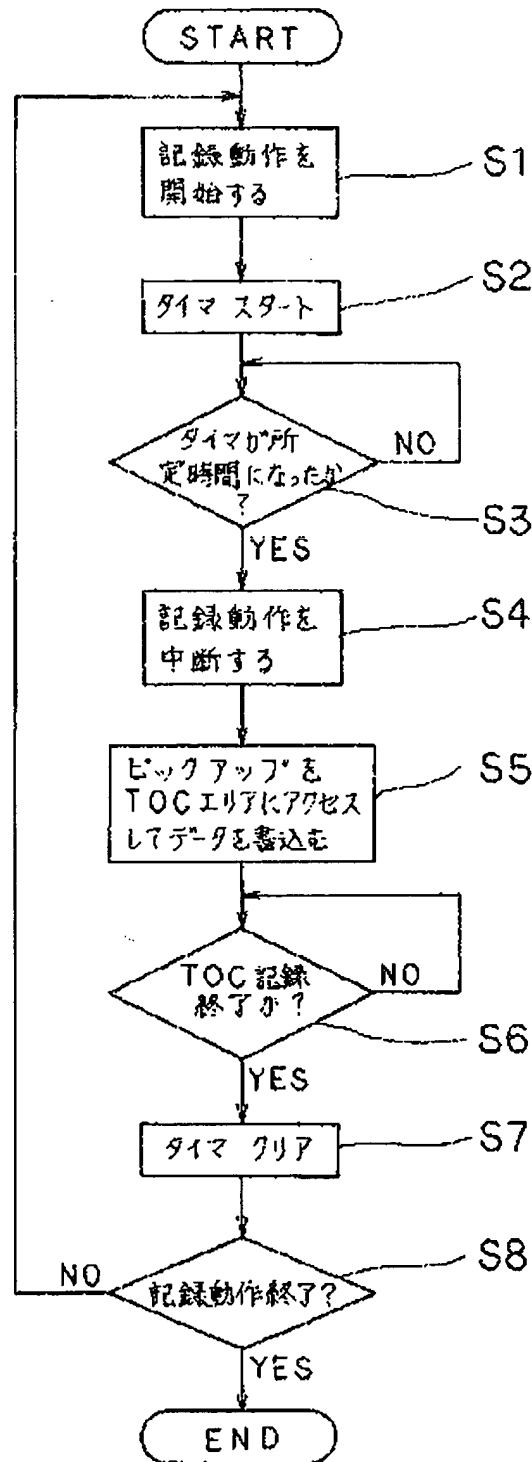 START
記録動作を
開始する
S1
タイマ スタート
S2
タイマが所
定時間になったか
?
NO
S3
YES
記録動作を
中断する
S4
ピックアップを
TOCエリアにアクセス
してデータを書込む
S5
TOC記録
終了か?
NO
S6
YES
タイマ クリア
S7
記録動作終了?
S8
NO
YES
END